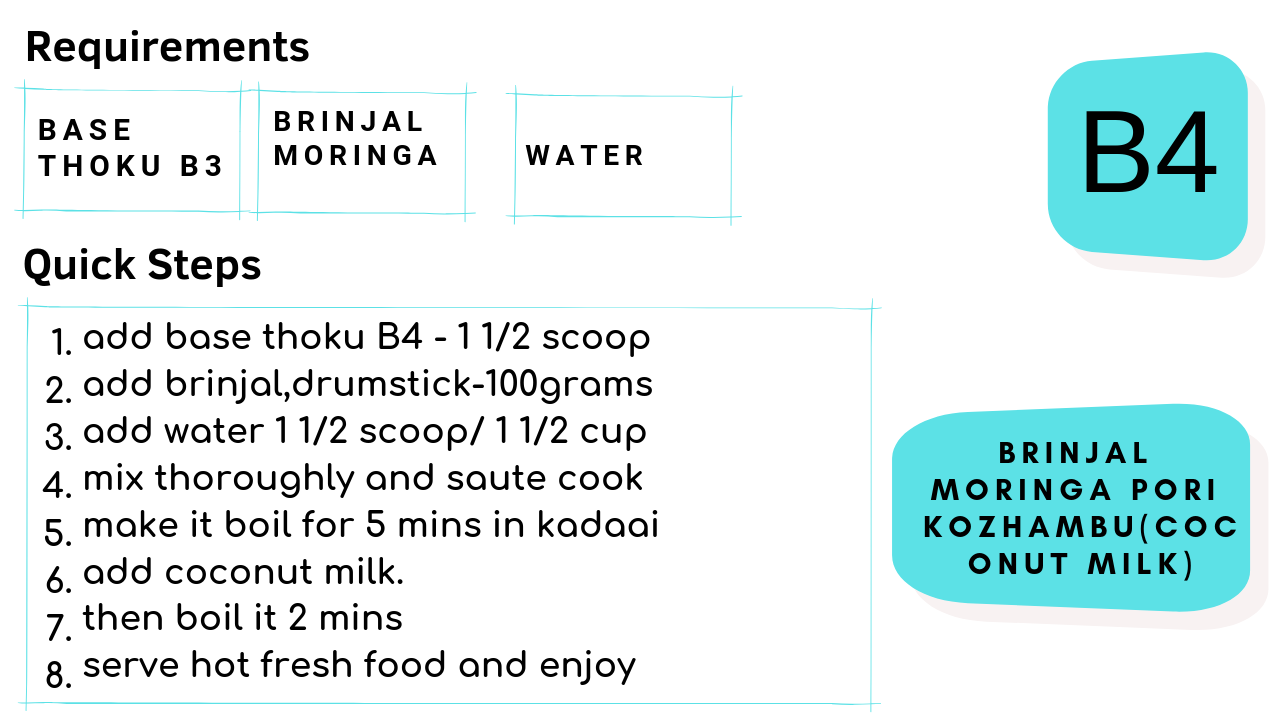 Requirements
BASE
THOKU B3
BRINJAL
MORINGA
WATER
B4
Quick Steps
1. add base thoku B4 - 1 1/2 scoop
2. add brinjal,drumstick-100grams
3. add water 1 1/2 scoop/ 1 1/2 cup
4. mix thoroughly and saute cook
5. make it boil for 5 mins in kadaai
6. add coconut milk.
7. then boil it 2 mins
8. serve hot fresh food and enjoy
BRINJAL
MORINGA PORI
KOZHAMBU(COC
ONUT MILK)